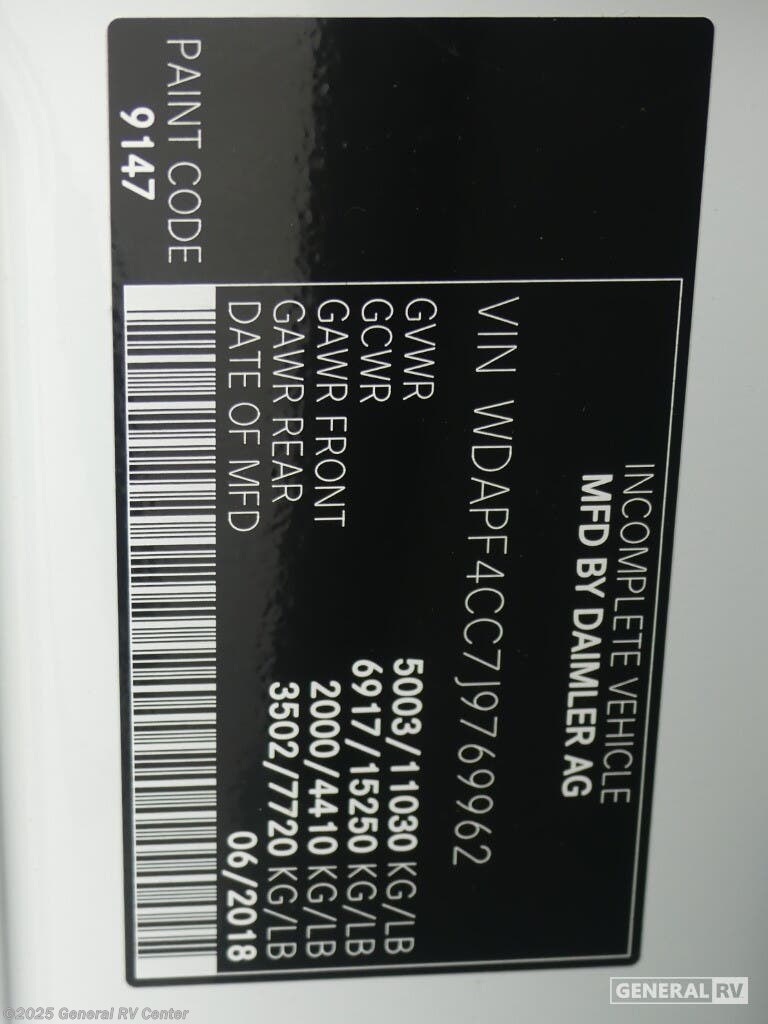 INCOMPLETE VEHICLE
MFD BY DAIMLER AG
VIN WDAPF4CC7J9769962
GVWR 5003/11030 KG/LB
GCWR 6917/15250 KG/LB
GAWR FRONT 2000/4410 KG/LB
GAWR REAR 3502/7720 KG/LB
DATE OF MFD 06/2018
PAINT CODE
9147
GENERAL RV
©2025 General RV Center